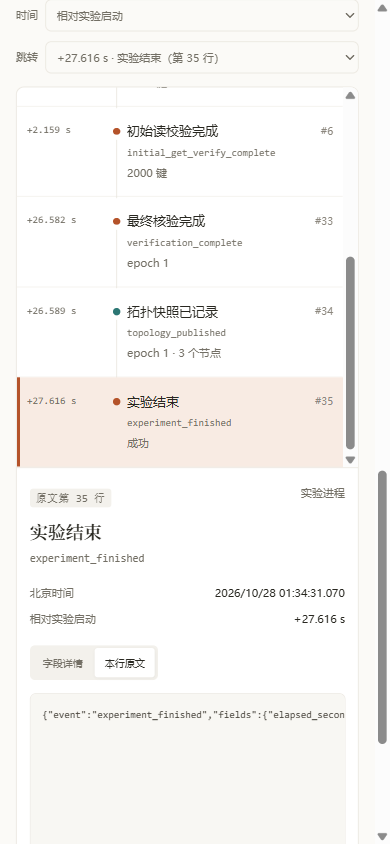 时间
相对实验启动
跳转
+27.616 s · 实验结束（第 35 行）
+2.159 s
初始读校验完成
#6
initial_get_verify_complete
2000 键
+26.582 s
最终核验完成
#33
verification_complete
epoch 1
+26.589 s
拓扑快照已记录
#34
topology_published
epoch 1 · 3 个节点
+27.616 s
实验结束
#35
experiment_finished
成功
原文第 35 行
实验进程
实验结束
experiment_finished
北京时间
2026/10/28 01:34:31.070
相对实验启动
+27.616 s
字段详情
本行原文
{"event":"experiment_finished","fields":{"elapsed_secon